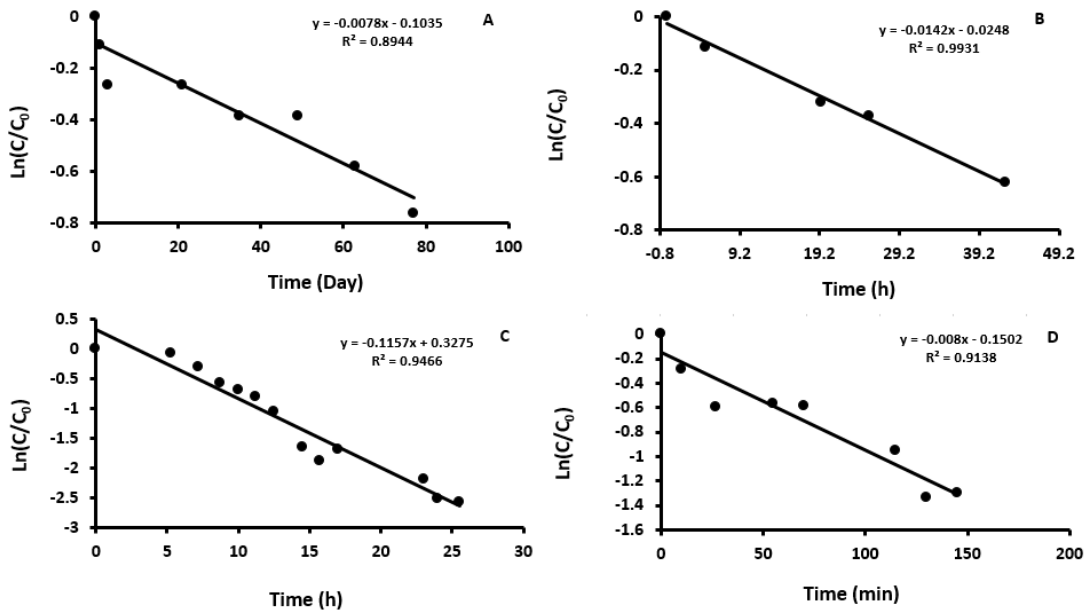 A
y = -0.0078x - 0.1035
R² = 0.8944
Ln(C/C₀)
0
-0.2
-0.4
-0.6
-0.8
0 20 40 60 80 100
Time (Day)
B
y = -0.0142x - 0.0248
R² = 0.9931
Ln(C/C₀)
0
-0.2
-0.4
-0.6
-0.8
-0.8 9.2 19.2 29.2 39.2 49.2
Time (h)
C
y = -0.1157x + 0.3275
R² = 0.9466
Ln(C/C₀)
0.5
0
-0.5
-1
-1.5
-2
-2.5
-3
0 5 10 15 20 25 30
Time (h)
D
y = -0.008x - 0.1502
R² = 0.9138
Ln(C/C₀)
0
-0.2
-0.4
-0.6
-0.8
-1
-1.2
-1.4
-1.6
0 50 100 150 200
Time (min)